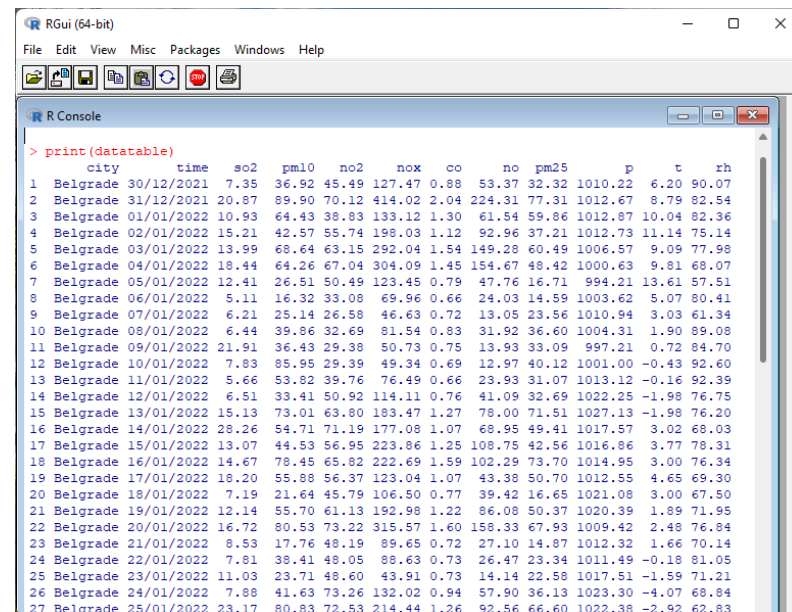 RGui (64-bit)
File Edit View Misc Packages Windows Help
STOP
R Console
> print(datatable)
city time so2 pm10 no2 nox co no pm25 p t rh
1 Belgrade 30/12/2021 7.35 36.92 45.49 127.47 0.88 53.37 32.32 1010.22 6.20 90.07
2 Belgrade 31/12/2021 20.87 89.90 70.12 414.02 2.04 224.31 77.31 1012.67 8.79 82.54
3 Belgrade 01/01/2022 10.93 64.43 38.83 133.12 1.30 61.54 59.86 1012.87 10.04 82.36
4 Belgrade 02/01/2022 15.21 42.57 55.74 198.03 1.12 92.96 37.21 1012.73 11.14 75.14
5 Belgrade 03/01/2022 13.99 68.64 63.15 292.04 1.54 149.28 60.49 1006.57 9.09 77.98
6 Belgrade 04/01/2022 18.44 64.26 67.04 304.09 1.45 154.67 48.42 1000.63 9.81 68.07
7 Belgrade 05/01/2022 12.41 26.51 50.49 123.45 0.79 47.76 16.71 994.21 13.61 57.51
8 Belgrade 06/01/2022 5.11 16.32 33.08 69.96 0.66 24.03 14.59 1003.62 5.07 80.41
9 Belgrade 07/01/2022 6.21 25.14 26.58 46.63 0.72 13.05 23.56 1010.94 3.03 61.34
10 Belgrade 08/01/2022 6.44 39.86 32.69 81.54 0.83 31.92 36.60 1004.31 1.90 89.08
11 Belgrade 09/01/2022 21.91 36.43 29.38 50.73 0.75 13.93 33.09 997.21 0.72 84.70
12 Belgrade 10/01/2022 7.83 85.95 29.39 49.34 0.69 12.97 40.12 1001.00 -0.43 92.60
13 Belgrade 11/01/2022 5.66 53.82 39.76 76.49 0.66 23.93 31.07 1013.12 -0.16 92.39
14 Belgrade 12/01/2022 6.51 33.41 50.92 114.11 0.76 41.09 32.69 1022.25 -1.98 76.75
15 Belgrade 13/01/2022 15.13 73.01 63.80 183.47 1.27 78.00 71.51 1027.13 -1.98 76.20
16 Belgrade 14/01/2022 28.26 54.71 71.19 177.08 1.07 68.95 49.41 1017.57 3.02 68.03
17 Belgrade 15/01/2022 13.07 44.53 56.95 223.86 1.25 108.75 42.56 1016.86 3.77 78.31
18 Belgrade 16/01/2022 14.67 78.45 65.82 222.69 1.59 102.29 73.70 1014.95 3.00 76.34
19 Belgrade 17/01/2022 18.20 55.88 56.37 123.04 1.07 43.38 50.70 1012.55 4.65 69.30
20 Belgrade 18/01/2022 7.19 21.64 45.79 106.50 0.77 39.42 16.65 1021.08 3.00 67.50
21 Belgrade 19/01/2022 12.14 55.70 61.13 192.98 1.22 86.08 50.37 1020.39 1.89 71.95
22 Belgrade 20/01/2022 16.72 80.53 73.22 315.57 1.60 158.33 67.93 1009.42 2.48 76.84
23 Belgrade 21/01/2022 8.53 17.76 48.19 89.65 0.72 27.10 14.87 1012.32 1.66 70.14
24 Belgrade 22/01/2022 7.81 38.41 48.05 88.63 0.73 26.47 23.34 1011.49 -0.18 81.05
25 Belgrade 23/01/2022 11.03 23.71 48.60 43.91 0.73 14.14 22.58 1017.51 -1.59 71.21
26 Belgrade 24/01/2022 7.88 41.63 73.26 132.02 0.94 57.90 36.13 1023.30 -4.07 68.84
27 Belgrade 25/01/2022 23.17 80.83 72.53 214.44 1.26 92.56 66.60 1022.38 -2.92 62.83